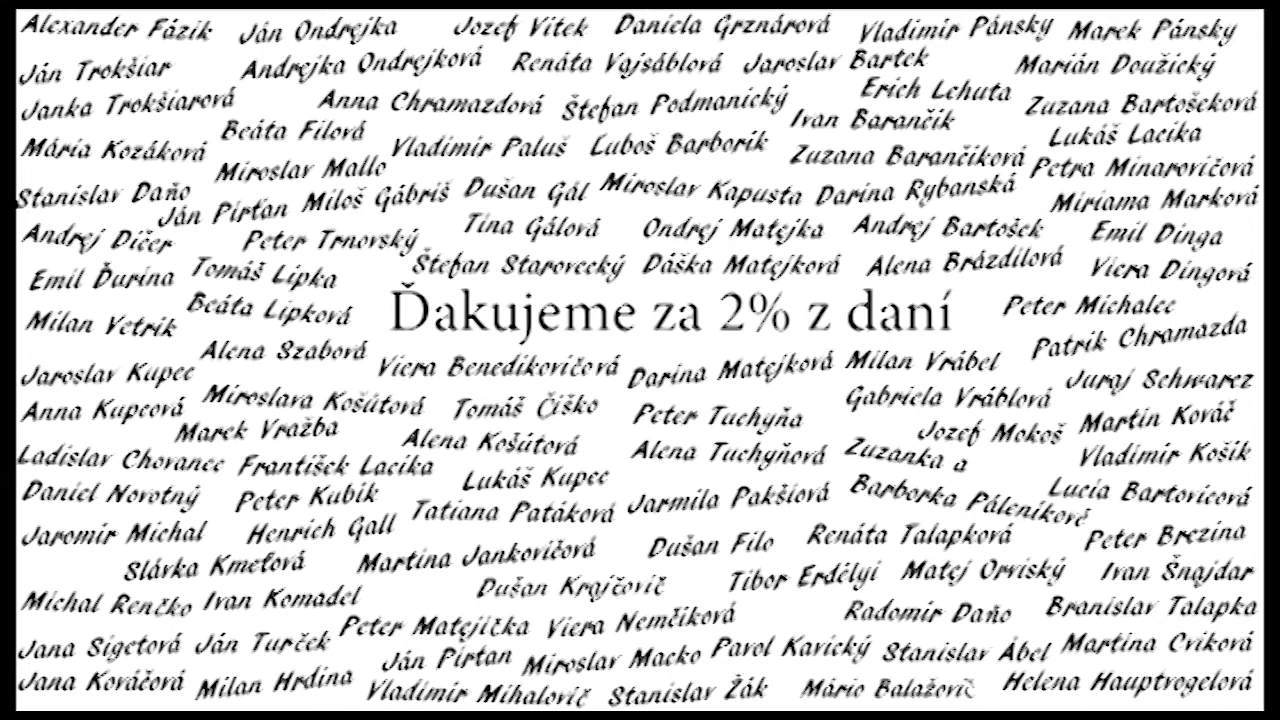 Alexander Fázik Ján Ondrejka Jozef Vitek Daniela Grznárová Vladimír Pánsky Marek Pánsky
Ján Trokšiar Andrejka Ondrejková Renáta Vajsáblová Jaroslav Bartek Marián Doužický
Janka Trokšiarová Anna Chramazdová Štefan Podmanický Erich Lehuta Zuzana Bartošeková
Beáta Filová Ivan Barančík Lukáš Lacika
Mária Kozáková Vladimír Paluš Ľuboš Barborík Zuzana Barančíková Petra Minarovičová
Miroslav Mallo
Stanislav Daňo Miloš Gábriš Dušan Gál Miroslav Kapusta Darina Rybanská Miriama Marková
Ján Pirťan
Andrej Dičer Peter Trnovský Tina Gálová Ondrej Matejka Andrej Bartošek Emil Dinga
Emil Ďurina Tomáš Lipka Štefan Starovecký Dáška Matejková Alena Brázdilová Viera Dingová
Beáta Lipková Ďakujeme za 2% z daní Peter Michalec
Milan Vetrík Patrik Chramazda
Alena Szabová
Jaroslav Kupec Viera Benedikovičová Darina Matejková Milan Vrábel Juraj Schwarcz
Anna Kupcová Miroslava Košútová Tomáš Čiško Peter Tuchyňa Gabriela Vráblová Martin Kováč
Marek Vražba Alena Košútová Alena Tuchyňová Jozef Mokoš
Ladislav Chovanec František Lacika Lukáš Kupec Zuzanka a Vladimír Košík
Daniel Novotný Peter Kubík Tatiana Patáková Jarmila Pakšiová Barborka Páleníkové Lucia Bartovicová
Jaromír Michal Henrich Gall Renáta Talapková Peter Brezina
Slávka Kmeťová Martina Jankovičová Dušan Filo
Dušan Krajčovič Tibor Erdélyi Matej Orviský Ivan Šnajdar
Michal Renčko Ivan Komadel Radomír Daňo Branislav Talapka
Peter Matejička Viera Nemčíková
Jana Sigetová Ján Turček Ján Pirtan Miroslav Macko Pavol Kavický Stanislav Ábel Martina Cviková
Jana Kováčová Milan Hrdina Vladimír Mihalovič Stanislav Žák Mário Balažovič Helena Hauptvogelová